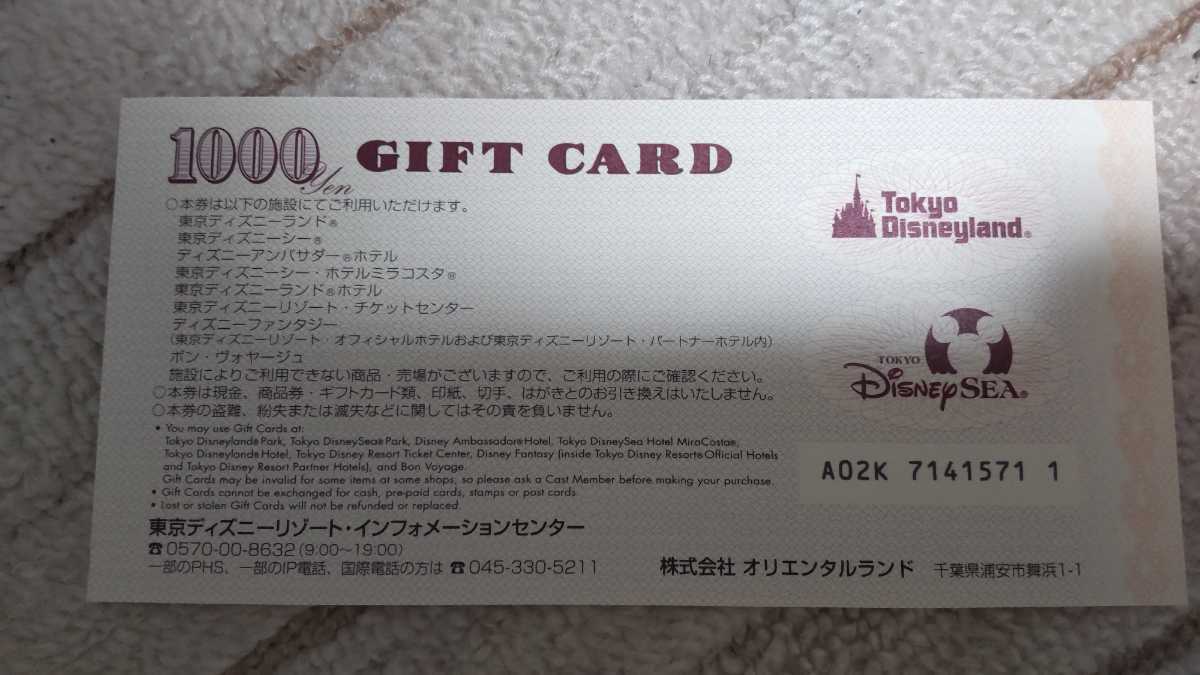 1000 Yen GIFT CARD
○本券は以下の施設にてご利用いただけます。
東京ディズニーランド®
東京ディズニーシー®
ディズニーアンバサダー®ホテル
東京ディズニーシー・ホテルミラコスタ®
東京ディズニーランド®ホテル
東京ディズニーリゾート・チケットセンター
ディズニーファンタジー
（東京ディズニーリゾート・オフィシャルホテルおよび東京ディズニーリゾート・パートナーホテル内）
ボン・ヴォヤージュ
施設によりご利用できない商品・売場がございますので、ご利用の際にご確認ください。
○本券は現金、商品券・ギフトカード類、印紙、切手、はがきとのお引き換えはいたしません。
○本券の盗難、紛失または滅失などに関してはその責を負いません。
• You may use Gift Cards at:
Tokyo Disneyland® Park, Tokyo DisneySea® Park, Disney Ambassador® Hotel, Tokyo DisneySea Hotel MiraCosta®,
Tokyo Disneyland® Hotel, Tokyo Disney Resort Ticket Center, Disney Fantasy (inside Tokyo Disney Resort® Official Hotels
and Tokyo Disney Resort Partner Hotels), and Bon Voyage.
Gift Cards may be invalid for some items at some shops, so please ask a Cast Member before making your purchase.
• Gift Cards cannot be exchanged for cash, pre-paid cards, stamps or post cards.
• Lost or stolen Gift Cards will not be refunded or replaced.
東京ディズニーリゾート・インフォメーションセンター
☎0570-00-8632(9:00〜19:00)
一部のPHS、一部のIP電話、国際電話の方は ☎045-330-5211
Tokyo
Disneyland®
TOKYO
DisneySEA®
A02K 7141571 1
株式会社 オリエンタルランド 千葉県浦安市舞浜1-1